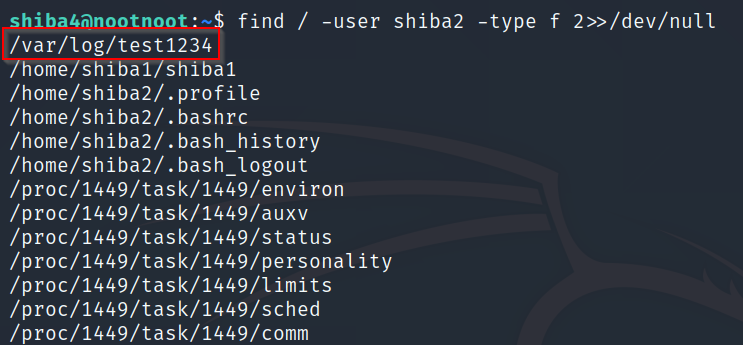 shiba4@nootnoot:~$ find / -user shiba2 -type f 2>>/dev/null
/var/log/test1234
/home/shiba1/shiba1
/home/shiba2/.profile
/home/shiba2/.bashrc
/home/shiba2/.bash_history
/home/shiba2/.bash_logout
/proc/1449/task/1449/environ
/proc/1449/task/1449/auxv
/proc/1449/task/1449/status
/proc/1449/task/1449/personality
/proc/1449/task/1449/limits
/proc/1449/task/1449/sched
/proc/1449/task/1449/comm